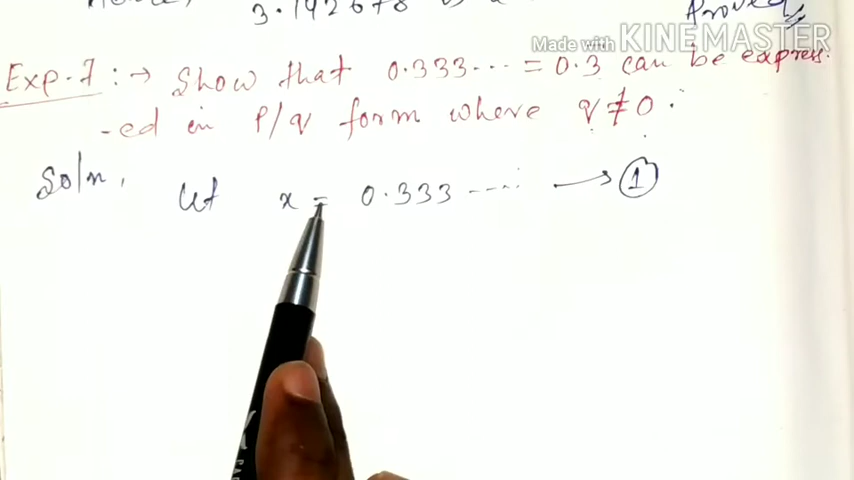 3.142678
Proved
Made with KINEMASTER
Exp-7 :→ Show that 0.333... = 0.3 can be express.
-ed in p/q form where q ≠ 0.
Soln, Let x = 0.333 ---... → ①